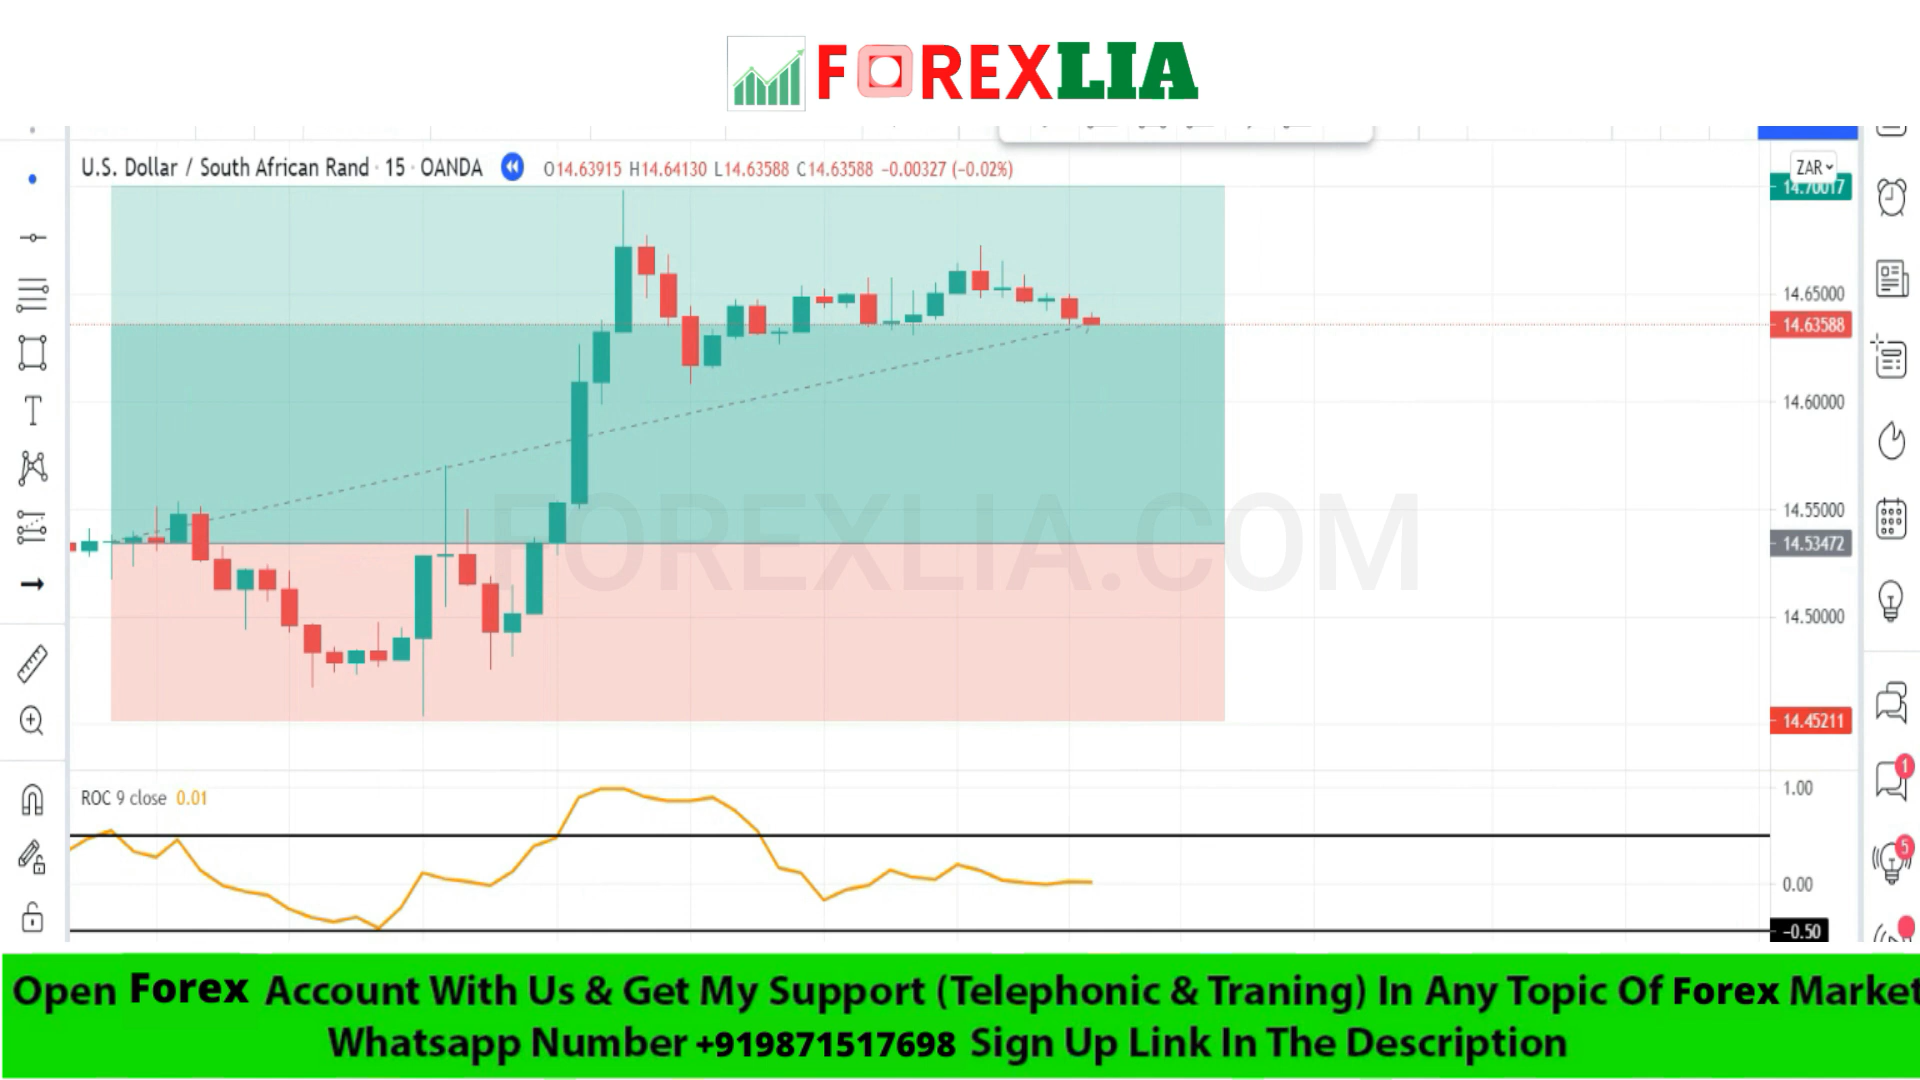 FOREXLIA
U.S. Dollar / South African Rand · 15 · OANDA
O14.63915 H14.64130 L14.63588 C14.63588 −0.00327 (−0.02%)
ZAR
14.70017
14.65000
14.63588
14.60000
14.55000
14.53472
14.50000
14.45211
FOREXLIA.COM
T
1
5
ROC 9 close 0.01
1.00
0.00
−0.50
Open Forex Account With Us & Get My Support (Telephonic & Traning) In Any Topic Of Forex Market
Whatsapp Number +919871517698 Sign Up Link In The Description